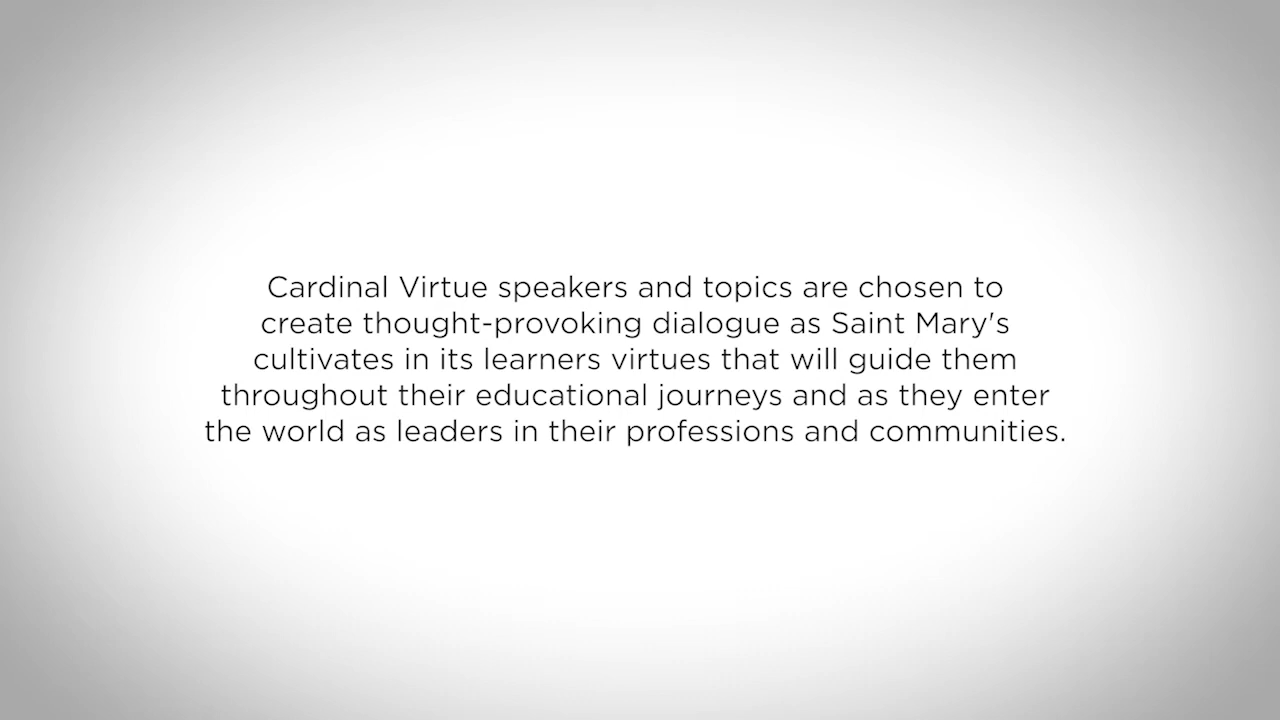 Cardinal Virtue speakers and topics are chosen to
create thought-provoking dialogue as Saint Mary's
cultivates in its learners virtues that will guide them
throughout their educational journeys and as they enter
the world as leaders in their professions and communities.